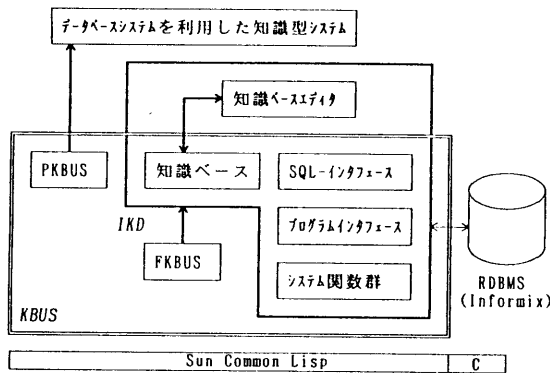 データベースシステムを利用した知識型システム
知識ベースエディタ
PKBUS
知識ベース
SQL-インタフェース
IKD
プログラムインタフェース
FKBUS
システム関数群
RDBMS
(Informix)
KBUS
Sun Common Lisp
C